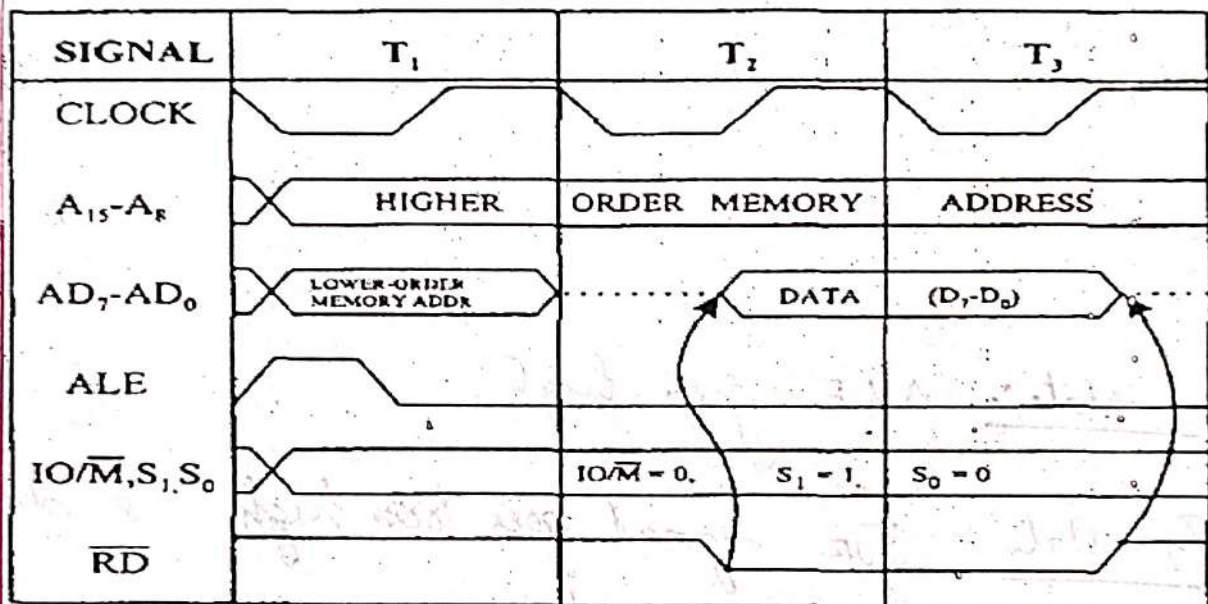 SIGNAL T₁ T₂ T₃
CLOCK
A₁₅-A₈ HIGHER ORDER MEMORY ADDRESS
AD₇-AD₀ LOWER-ORDER MEMORY ADDR DATA (D₇-D₀)
ALE
IO/M̅,S₁,S₀ IO/M̅ = 0, S₁ = 1, S₀ = 0
R̅D̅